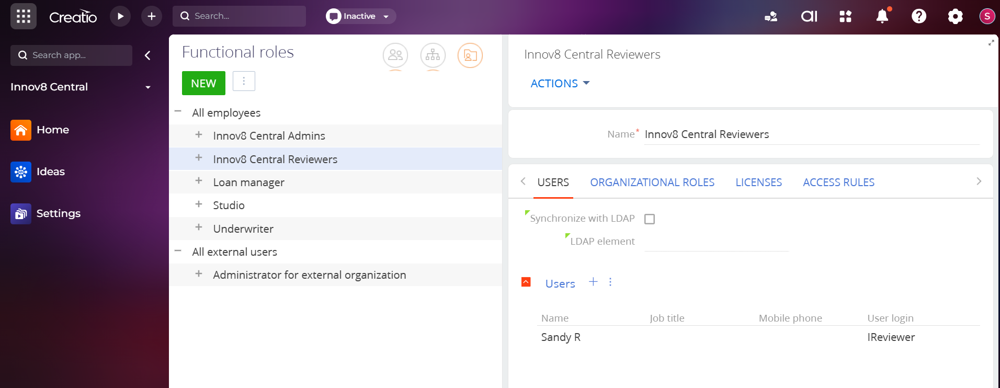 Creatio
Search...
Inactive
aı
?
S
Search app...
Innov8 Central
Home
Ideas
Settings
Functional roles
NEW
All employees
Innov8 Central Admins
Innov8 Central Reviewers
Loan manager
Studio
Underwriter
All external users
Administrator for external organization
Innov8 Central Reviewers
ACTIONS
Name* Innov8 Central Reviewers
USERS ORGANIZATIONAL ROLES LICENSES ACCESS RULES
Synchronize with LDAP
LDAP element
Users
Name Job title Mobile phone User login
Sandy R IReviewer